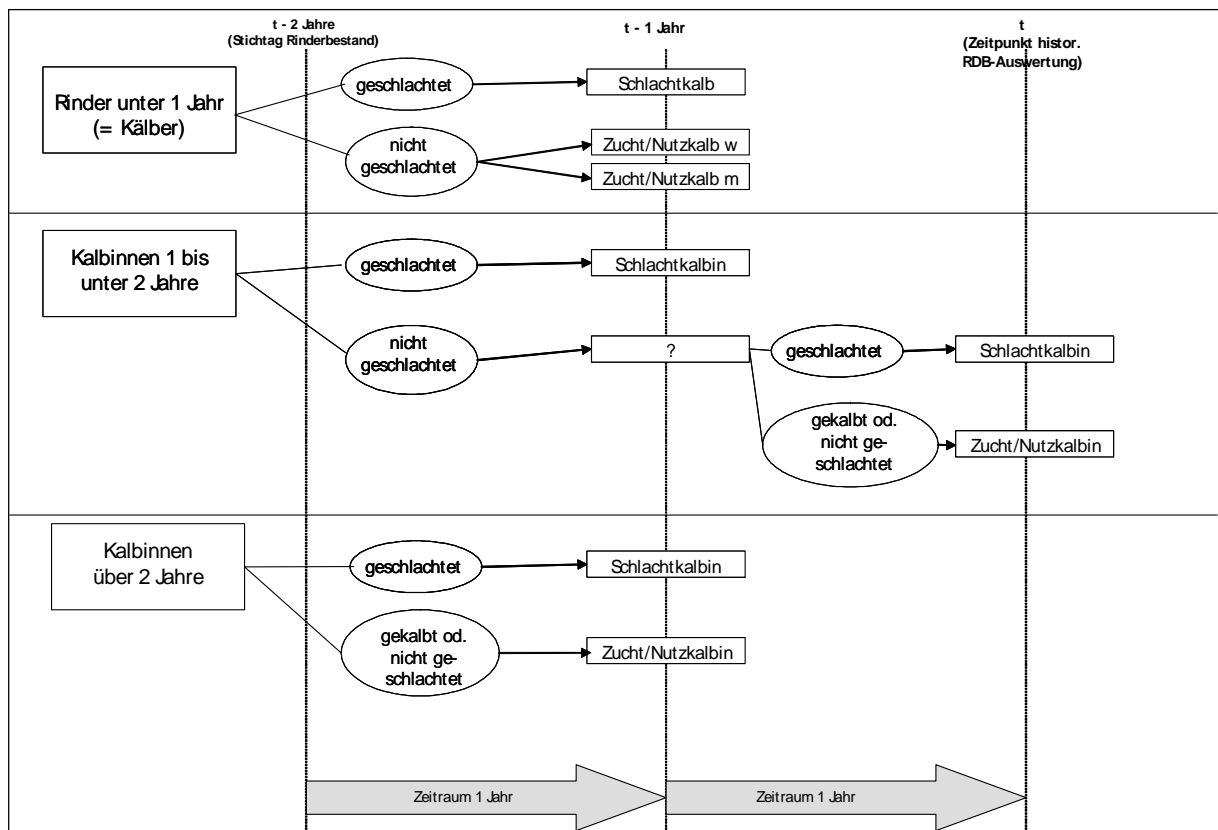 t - 2 Jahre
(Stichtag Rinderbestand)
t - 1 Jahr
t
(Zeitpunkt histor.
RDB-Auswertung)
Rinder unter 1 Jahr
(= Kälber)
geschlachtet
Schlachtkalb
nicht
geschlachtet
Zucht/Nutzkalb w
Zucht/Nutzkalb m
Kalbinnen 1 bis
unter 2 Jahre
geschlachtet
Schlachtkalbin
nicht
geschlachtet
?
geschlachtet
Schlachtkalbin
gekalbt od.
nicht ge-
schlachtet
Zucht/Nutzkalbin
Kalbinnen
über 2 Jahre
geschlachtet
Schlachtkalbin
gekalbt od.
nicht ge-
schlachtet
Zucht/Nutzkalbin
Zeitraum 1 Jahr
Zeitraum 1 Jahr